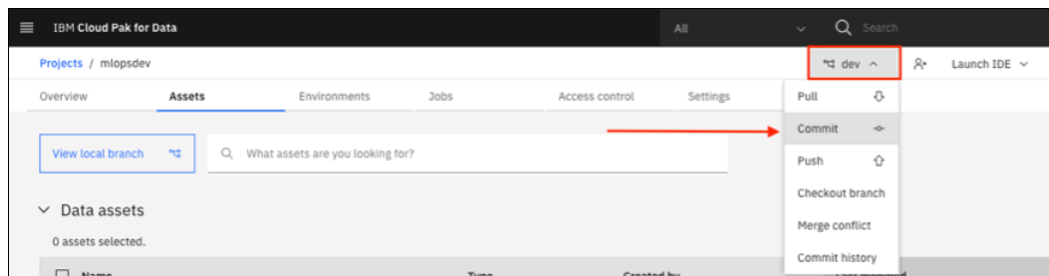 IBM Cloud Pak for Data All Search
Projects / mlopsdev dev Launch IDE
Overview Assets Environments Jobs Access control Settings Pull
Commit
View local branch What assets are you looking for?
Push
Checkout branch
Data assets
Merge conflict
0 assets selected.
Commit history
Name Type Created by Last modified